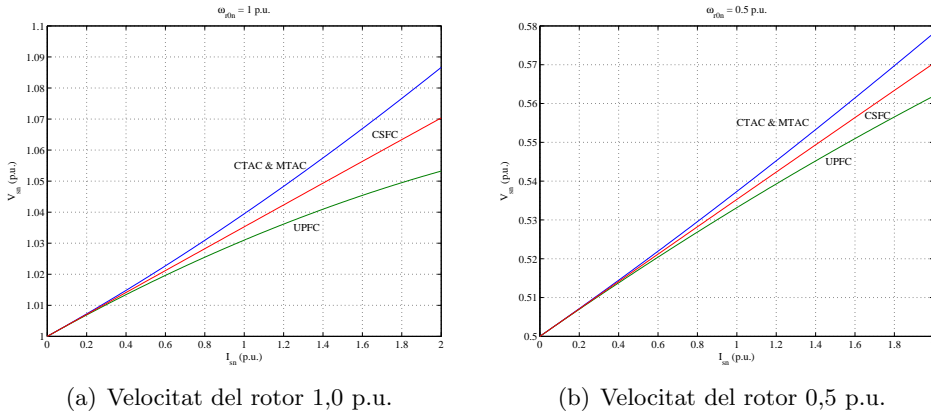 ω_r0n = 1 p.u.
1.1
1.09
1.08
1.07
1.06
1.05
1.04
1.03
1.02
1.01
1
V_sn (p.u.)
CSFC
CTAC & MTAC
UPFC
0 0.2 0.4 0.6 0.8 1 1.2 1.4 1.6 1.8 2
I_sn (p.u.)
(a) Velocitat del rotor 1,0 p.u.
ω_r0n = 0.5 p.u.
0.58
0.57
0.56
0.55
0.54
0.53
0.52
0.51
0.5
V_sn (p.u.)
CTAC & MTAC
CSFC
UPFC
0 0.2 0.4 0.6 0.8 1 1.2 1.4 1.6 1.8
I_sn (p.u.)
(b) Velocitat del rotor 0,5 p.u.